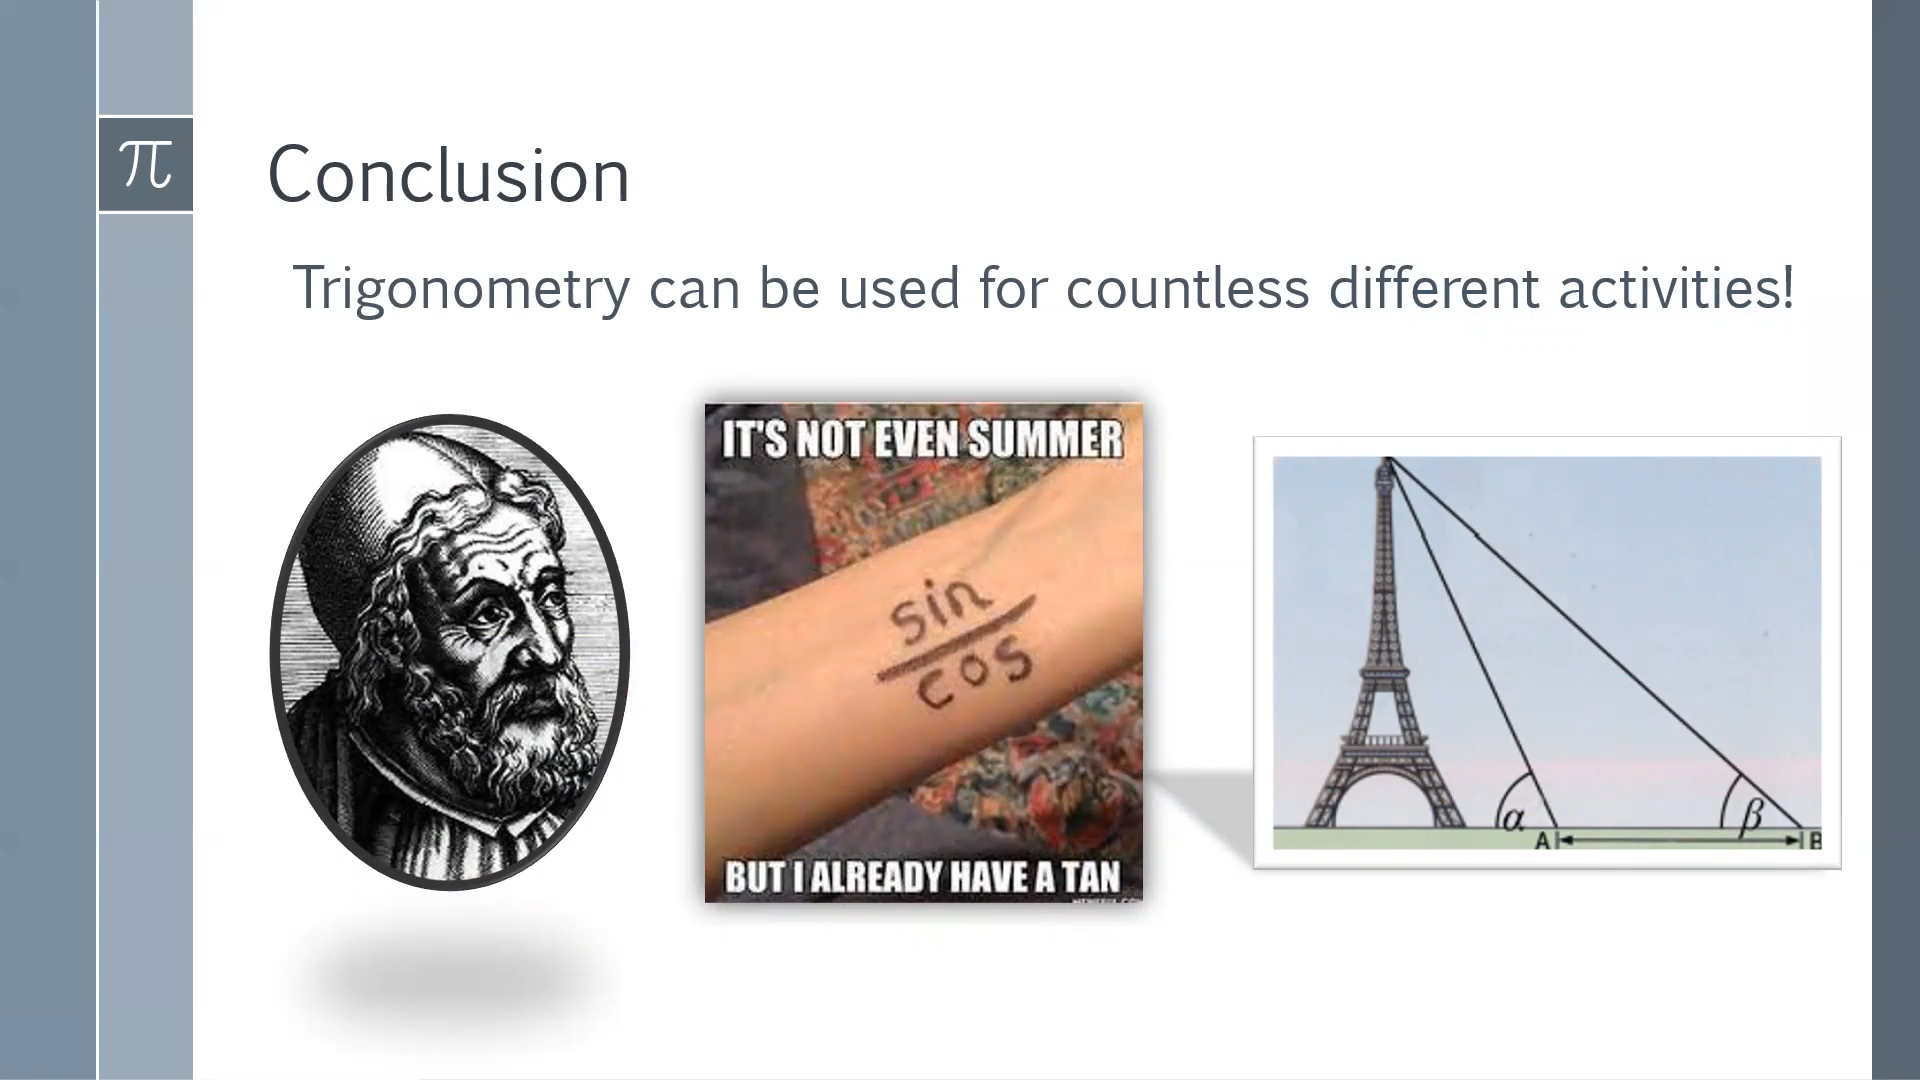 π
Conclusion
Trigonometry can be used for countless different activities!
IT'S NOT EVEN SUMMER
sin
cos
BUT I ALREADY HAVE A TAN
α
β
A
B